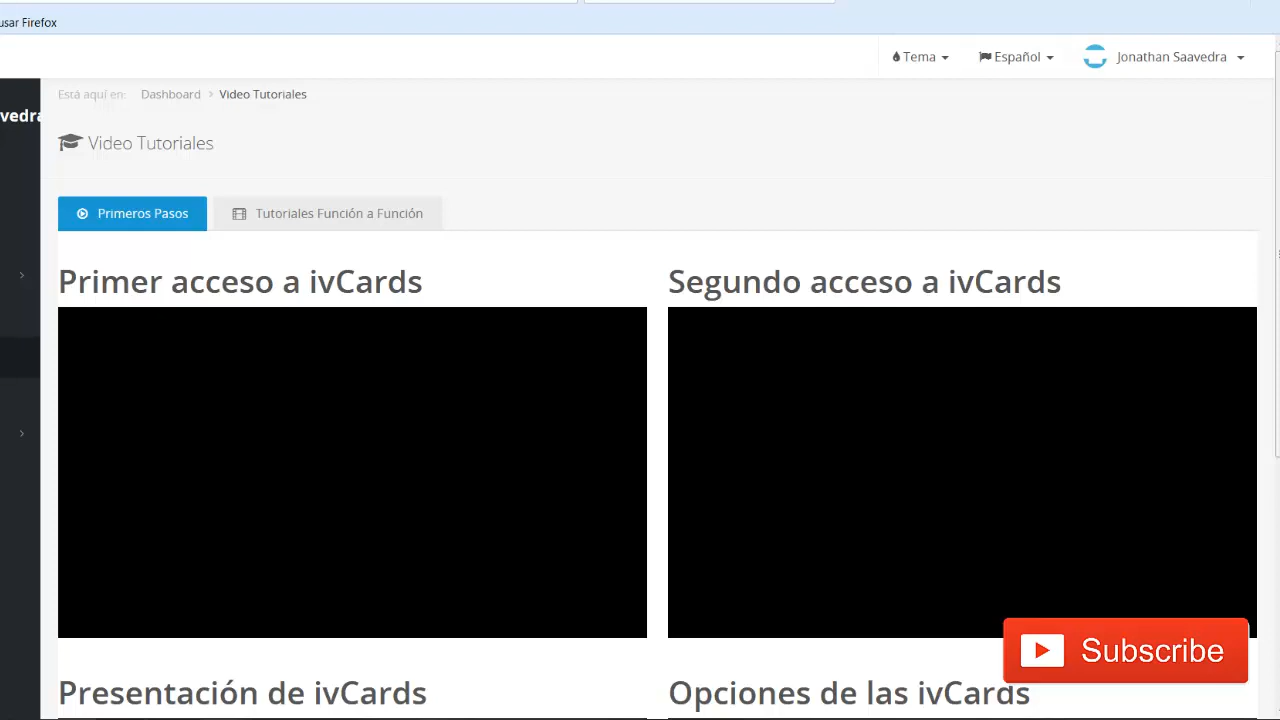 usar Firefox
Tema
Español
Jonathan Saavedra
vedra
Está aquí en: Dashboard > Video Tutoriales
Video Tutoriales
Primeros Pasos
Tutoriales Función a Función
Primer acceso a ivCards
Segundo acceso a ivCards
Subscribe
Presentación de ivCards
Opciones de las ivCards